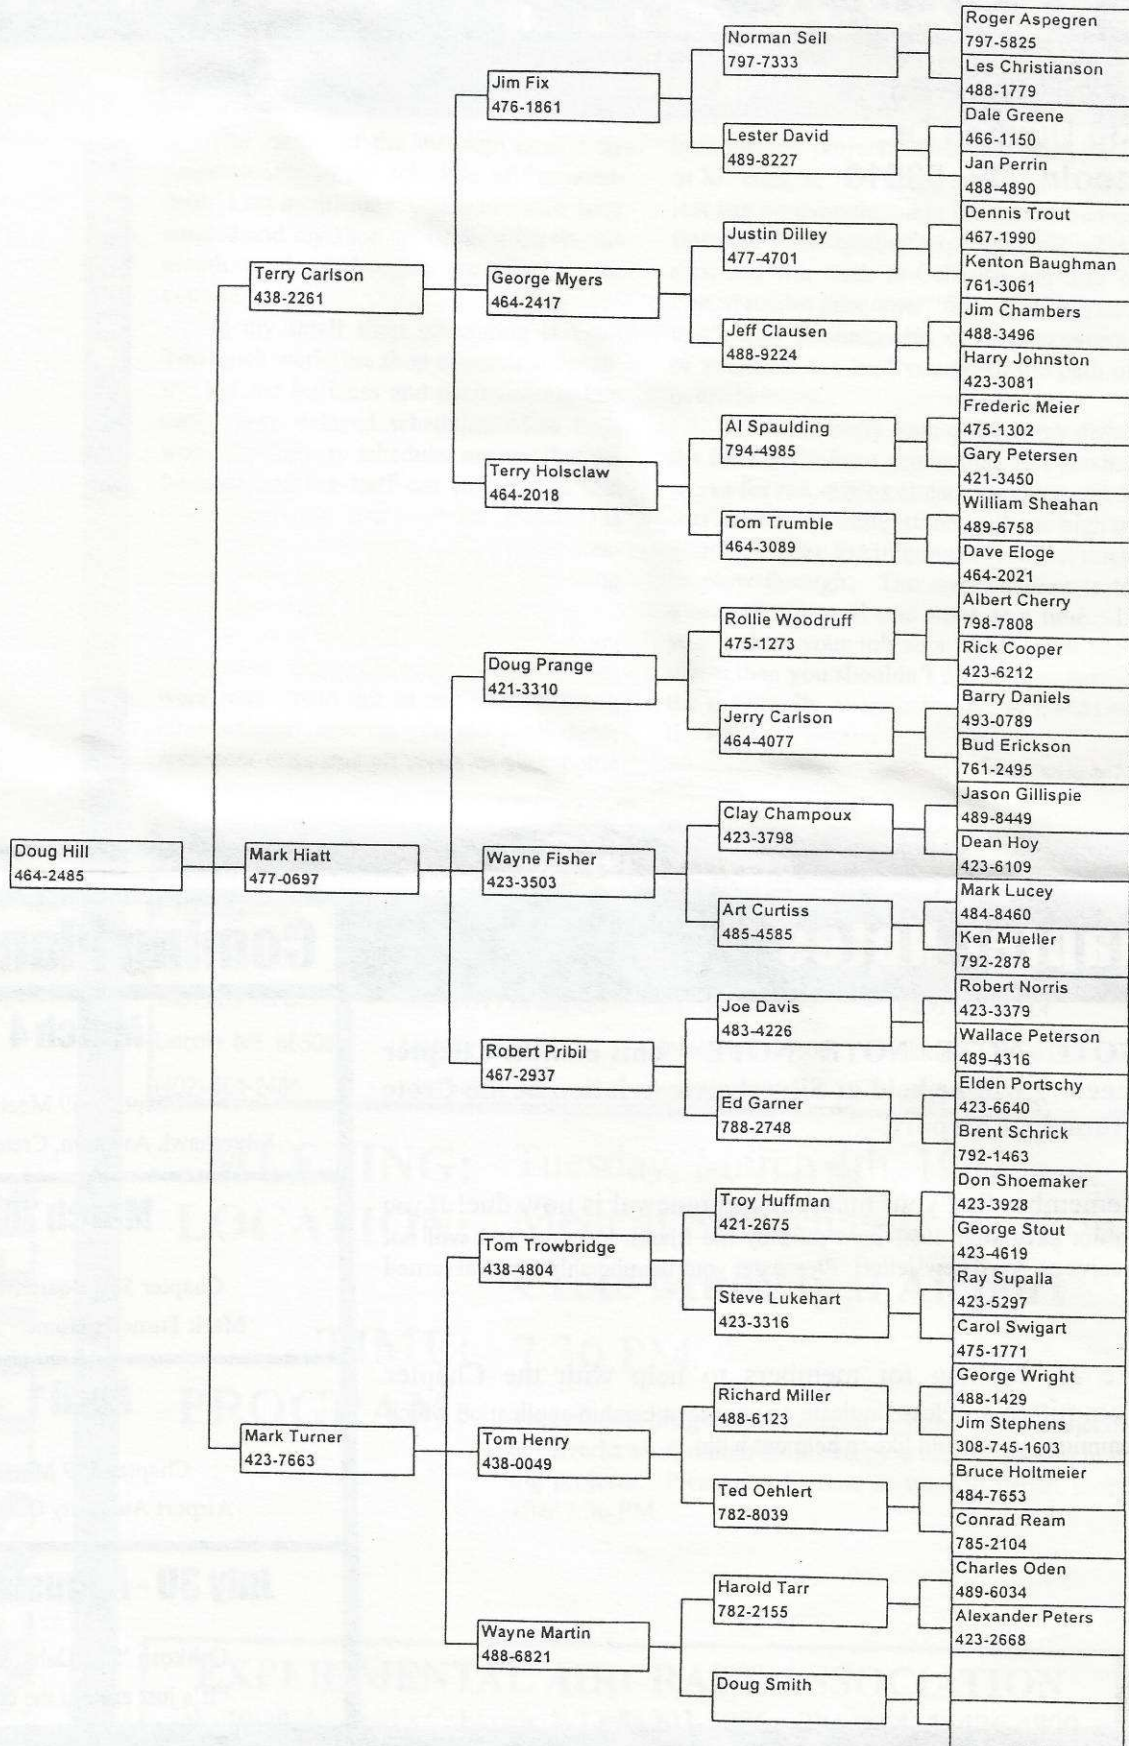 Doug Hill
464-2485
Terry Carlson
438-2261
Mark Hiatt
477-0697
Mark Turner
423-7663
Jim Fix
476-1861
George Myers
464-2417
Terry Holsclaw
464-2018
Doug Prange
421-3310
Wayne Fisher
423-3503
Robert Pribil
467-2937
Tom Trowbridge
438-4804
Tom Henry
438-0049
Wayne Martin
488-6821
Norman Sell
797-7333
Lester David
489-8227
Justin Dilley
477-4701
Jeff Clausen
488-9224
Al Spaulding
794-4985
Tom Trumble
464-3089
Rollie Woodruff
475-1273
Jerry Carlson
464-4077
Clay Champoux
423-3798
Art Curtiss
485-4585
Joe Davis
483-4226
Ed Garner
788-2748
Troy Huffman
421-2675
Steve Lukehart
423-3316
Richard Miller
488-6123
Ted Oehlert
782-8039
Harold Tarr
782-2155
Doug Smith
Roger Aspegren
797-5825
Les Christianson
488-1779
Dale Greene
466-1150
Jan Perrin
488-4890
Dennis Trout
467-1990
Kenton Baughman
761-3061
Jim Chambers
488-3496
Harry Johnston
423-3081
Frederic Meier
475-1302
Gary Petersen
421-3450
William Sheahan
489-6758
Dave Eloge
464-2021
Albert Cherry
798-7808
Rick Cooper
423-6212
Barry Daniels
493-0789
Bud Erickson
761-2495
Jason Gillispie
489-8449
Dean Hoy
423-6109
Mark Lucey
484-8460
Ken Mueller
792-2878
Robert Norris
423-3379
Wallace Peterson
489-4316
Elden Portschy
423-6640
Brent Schrick
792-1463
Don Shoemaker
423-3928
George Stout
423-4619
Ray Supalla
423-5297
Carol Swigart
475-1771
George Wright
488-1429
Jim Stephens
308-745-1603
Bruce Holtmeier
484-7653
Conrad Ream
785-2104
Charles Oden
489-6034
Alexander Peters
423-2668